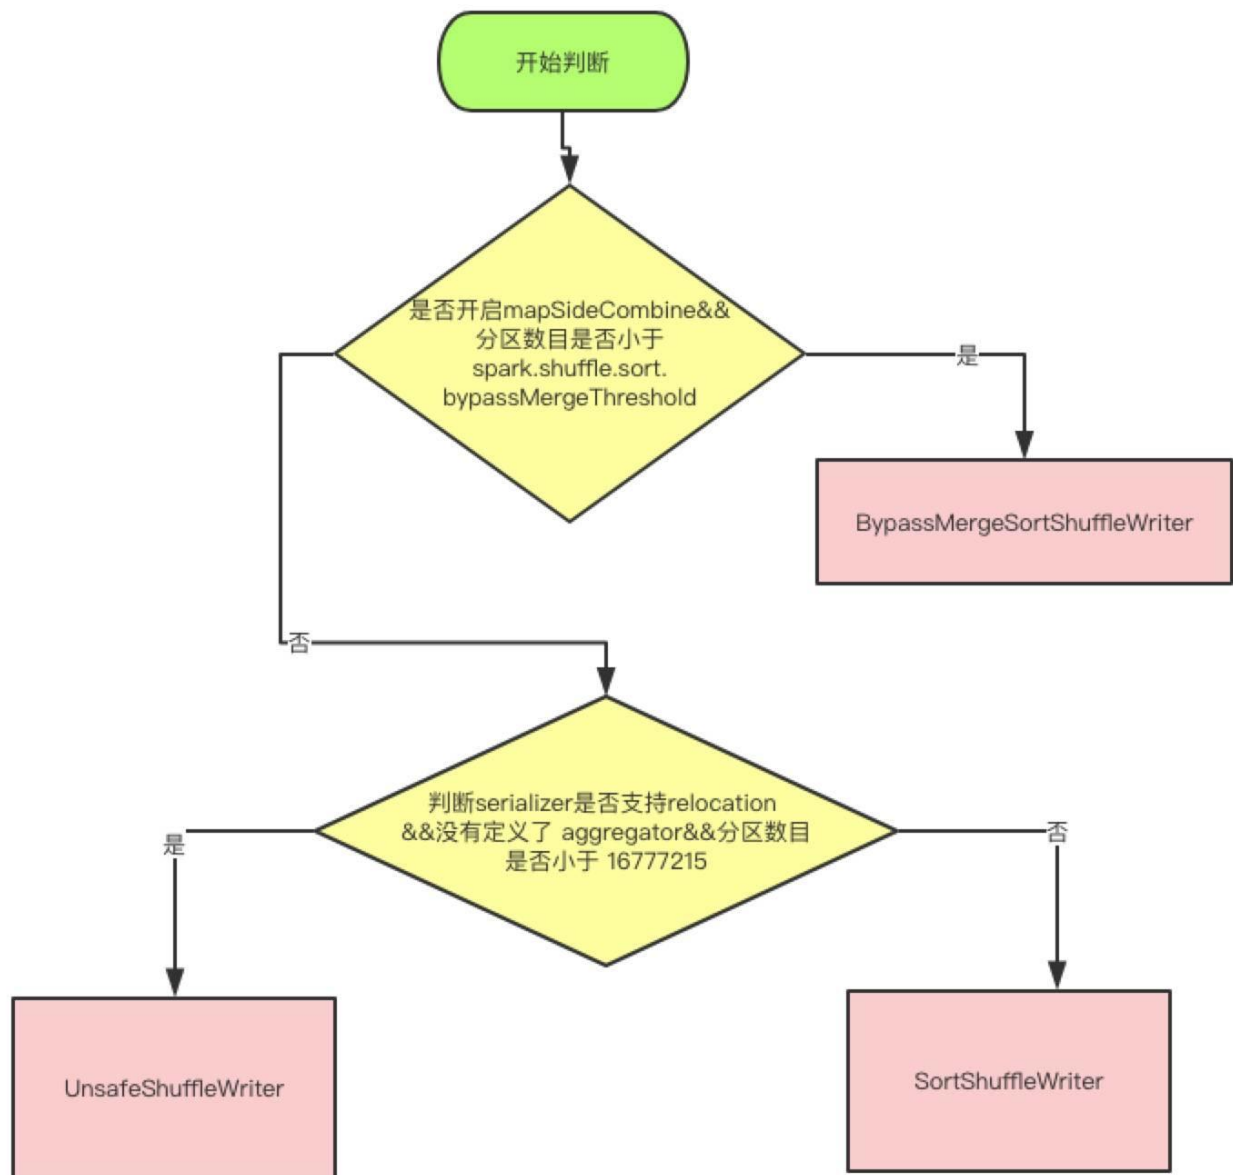 开始判断
是否开启mapSideCombine&&
分区数目是否小于
spark.shuffle.sort.
bypassMergeThreshold
是
BypassMergeSortShuffleWriter
否
判断serializer是否支持relocation
&&没有定义了 aggregator&&分区数目
是否小于 16777215
是
否
UnsafeShuffleWriter
SortShuffleWriter